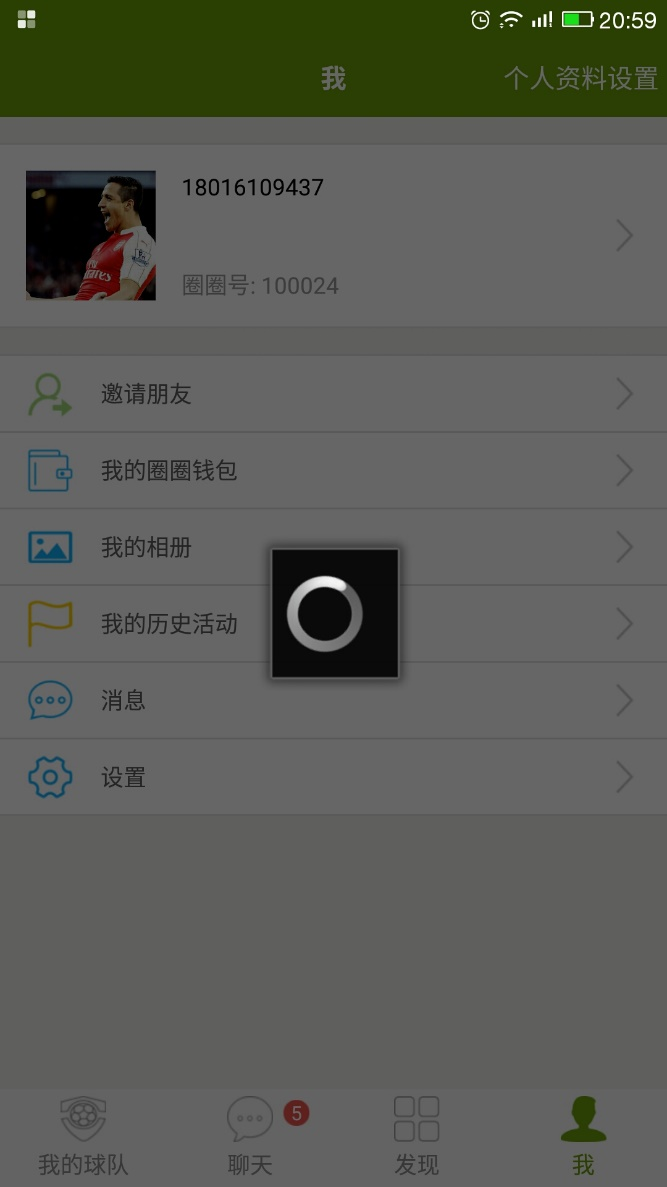 20:59
我
个人资料设置
18016109437
圈圈号: 100024
邀请朋友
我的圈圈钱包
我的相册
我的历史活动
消息
设置
5
我的球队
聊天
发现
我